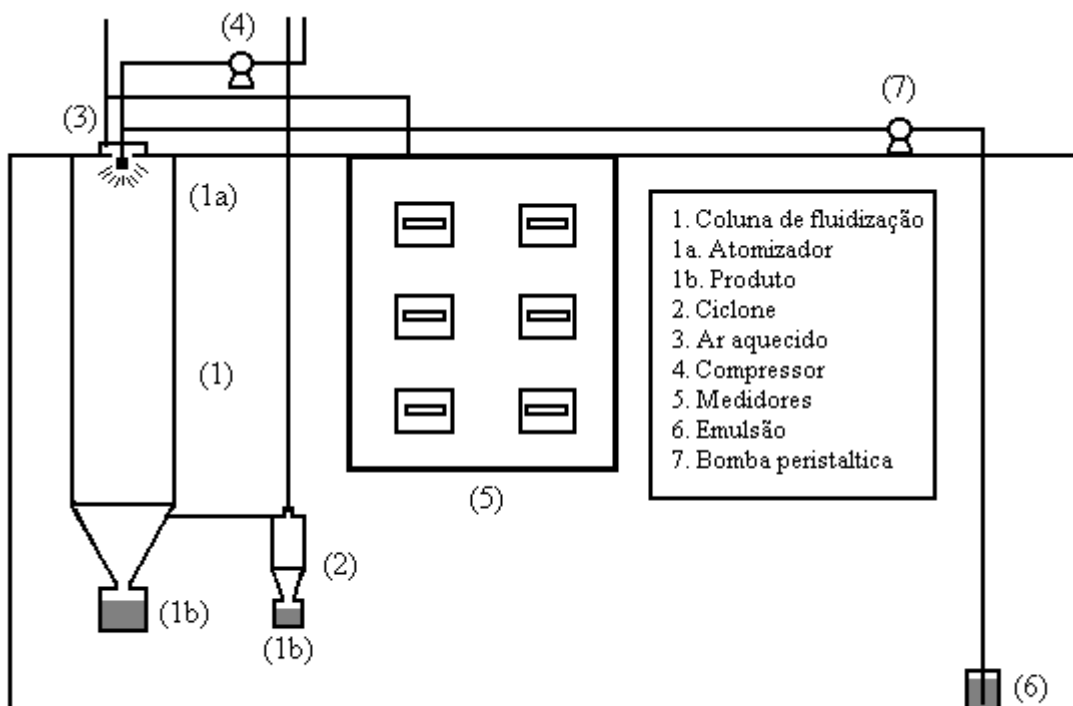 (4)
(7)
(3)
(1a)
1. Coluna de fluidização
1a. Atomizador
1b. Produto
2. Ciclone
3. Ar aquecido
4. Compressor
5. Medidores
6. Emulsão
7. Bomba peristaltica
(1)
(5)
(2)
(1b)
(1b)
(6)